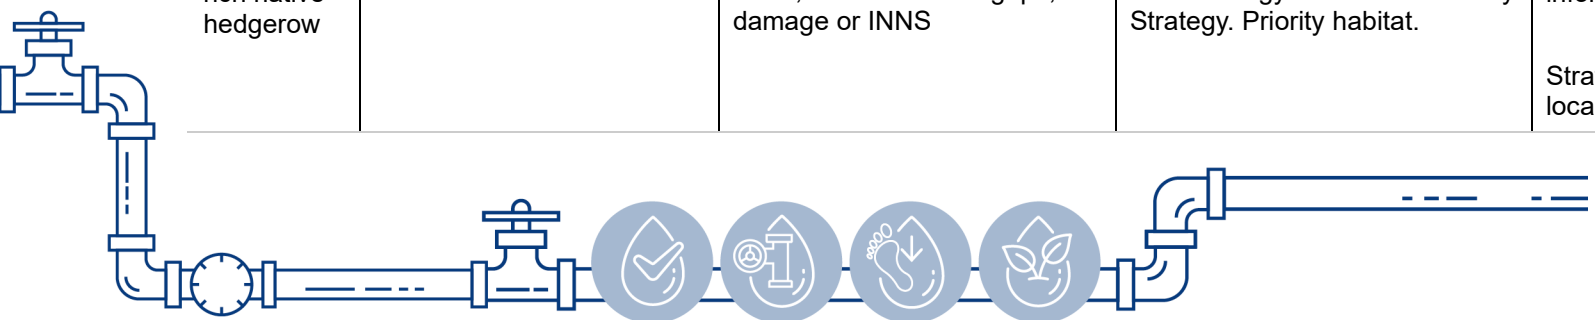 hedgerow
damage or INNS
Strategy. Priority habitat.
Stra
loca